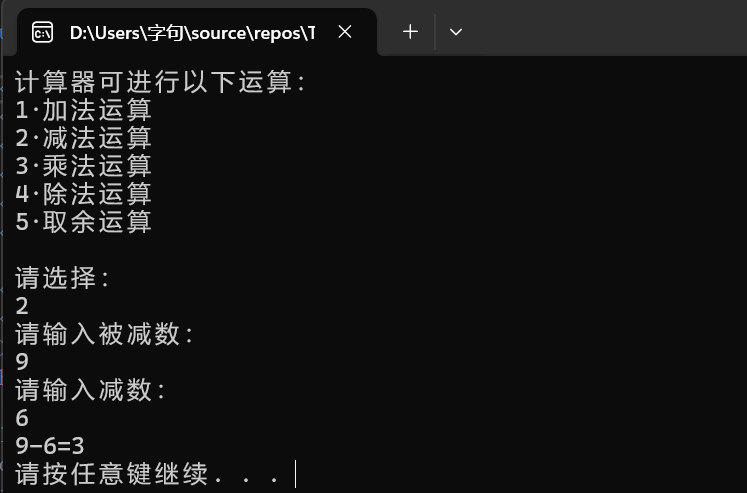 D:\Users\字句\source\repos\T
计算器可进行以下运算:
1·加法运算
2·减法运算
3·乘法运算
4·除法运算
5·取余运算
请选择:
2
请输入被减数:
9
请输入减数:
6
9-6=3
请按任意键继续. . .